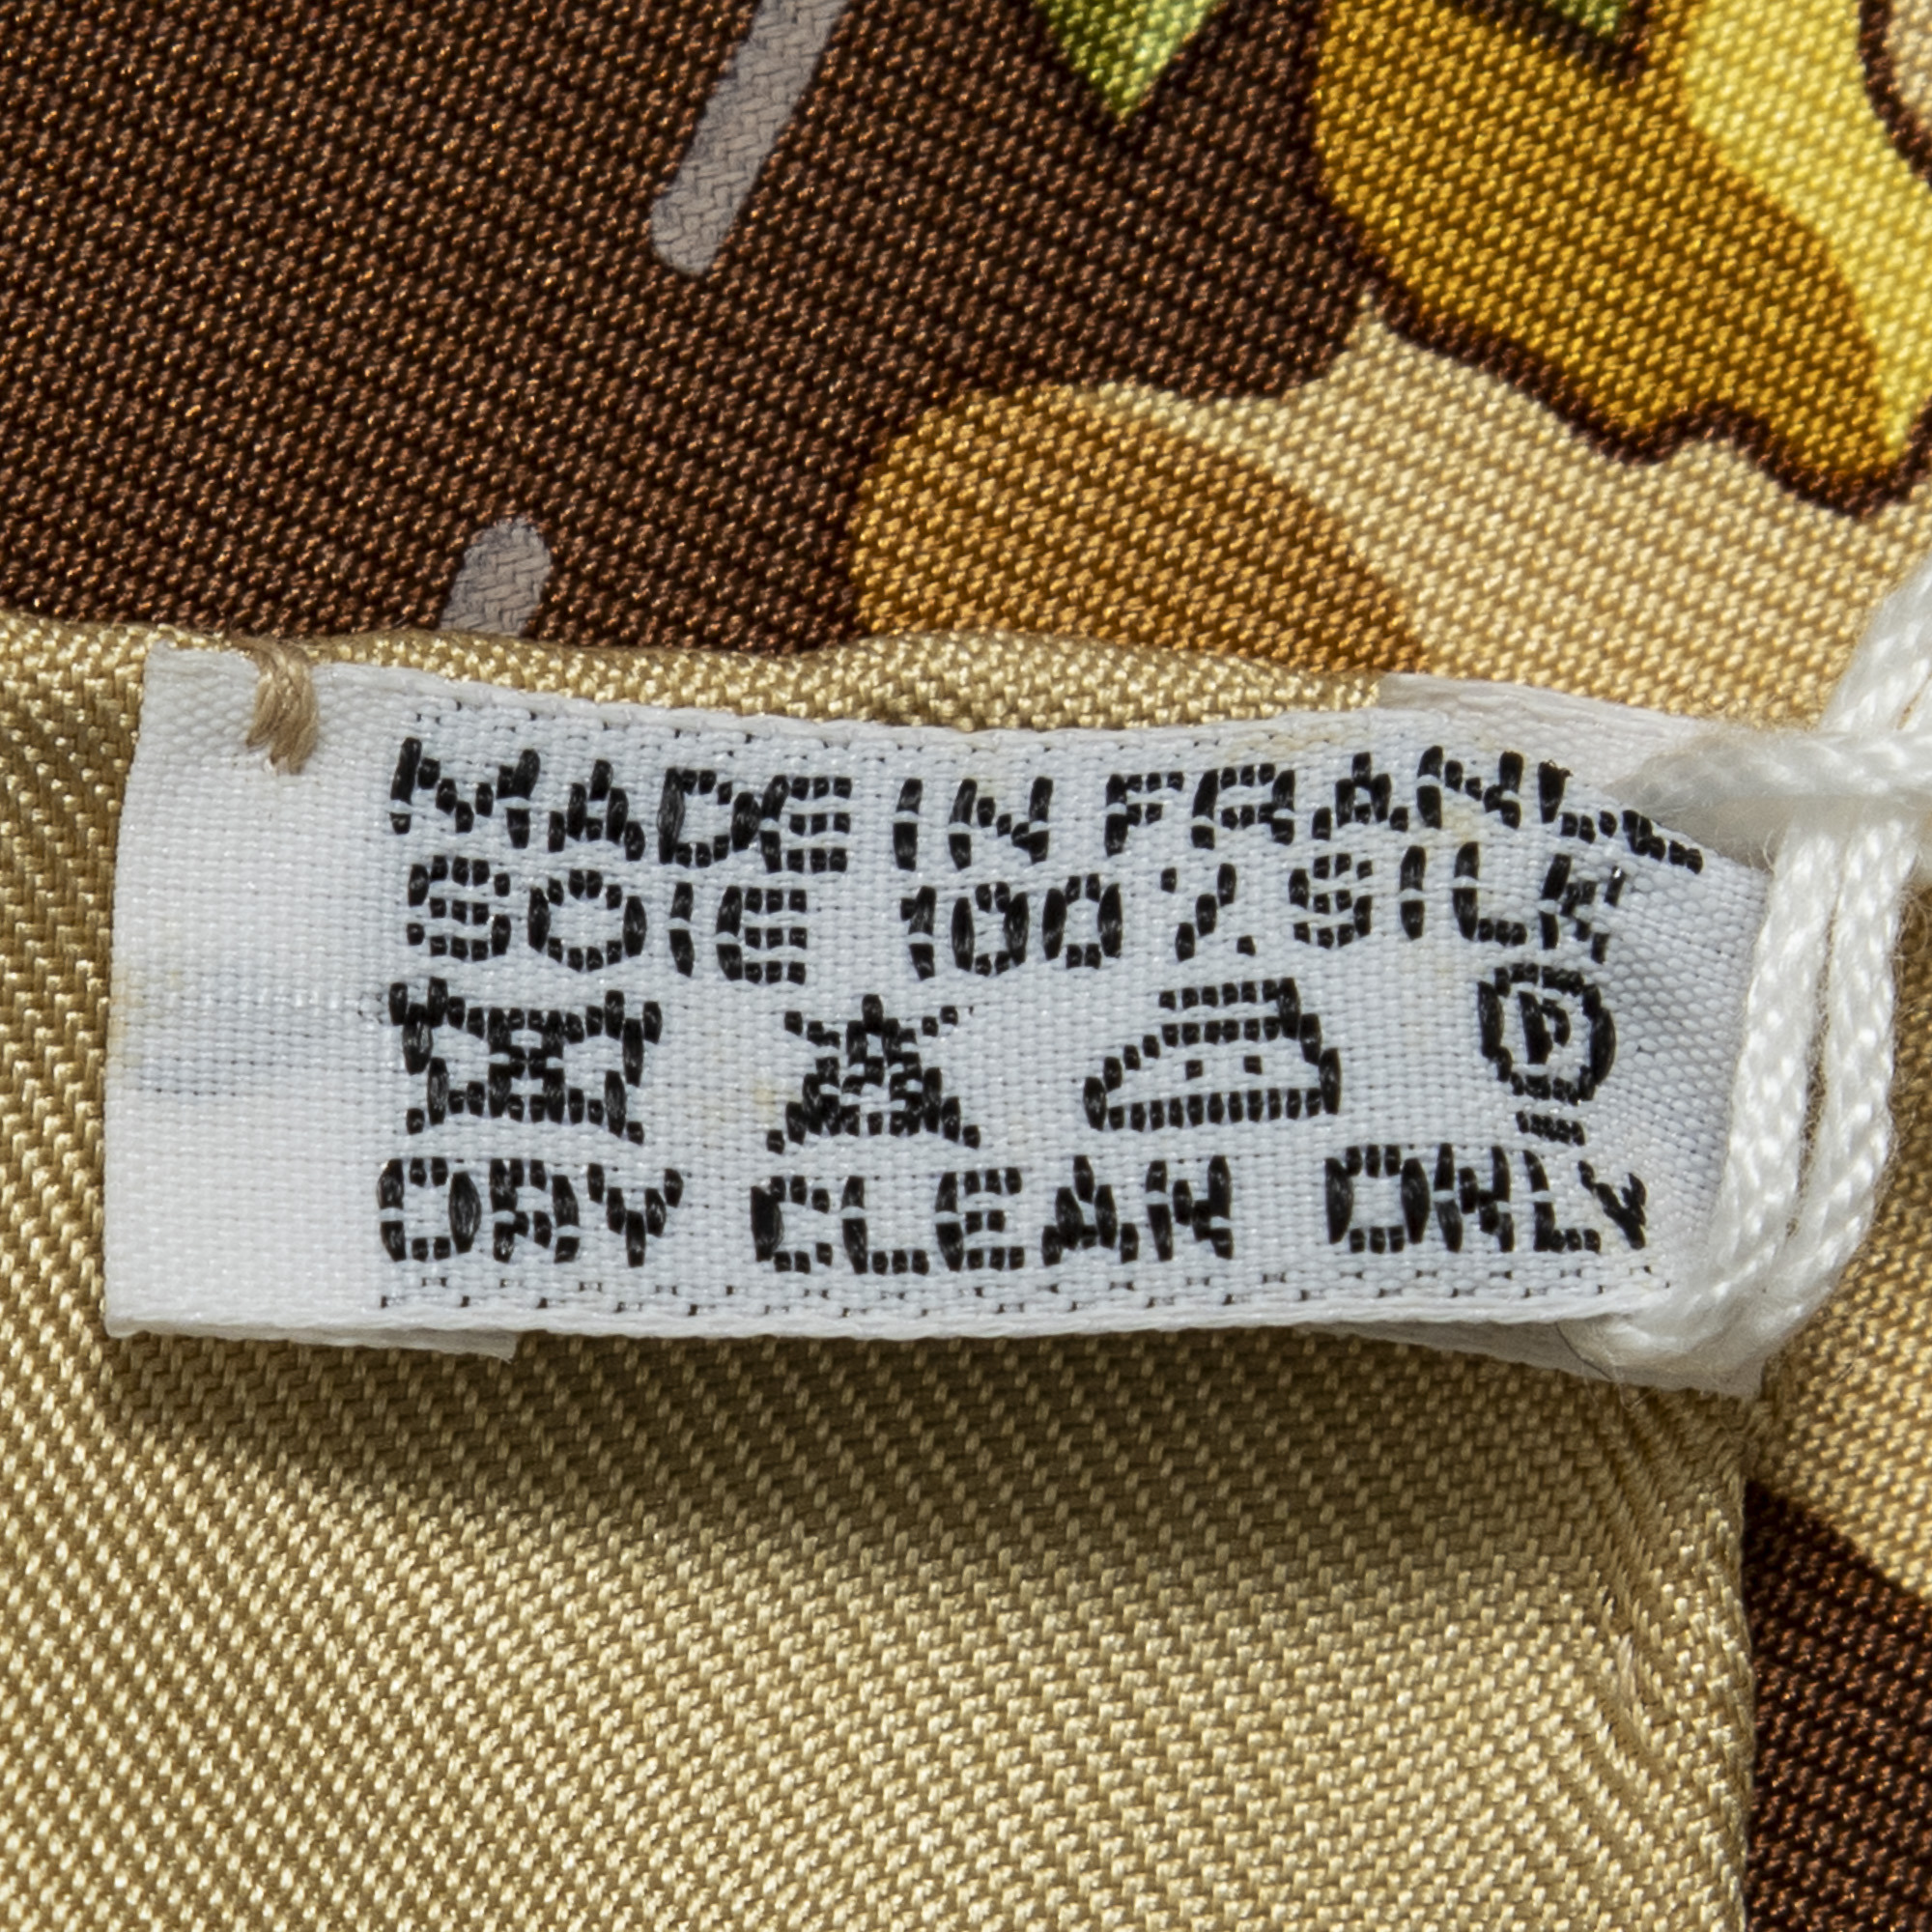 MADE IN FRANCE
SOIE 100% SILK
A P
DRY CLEAN ONLY